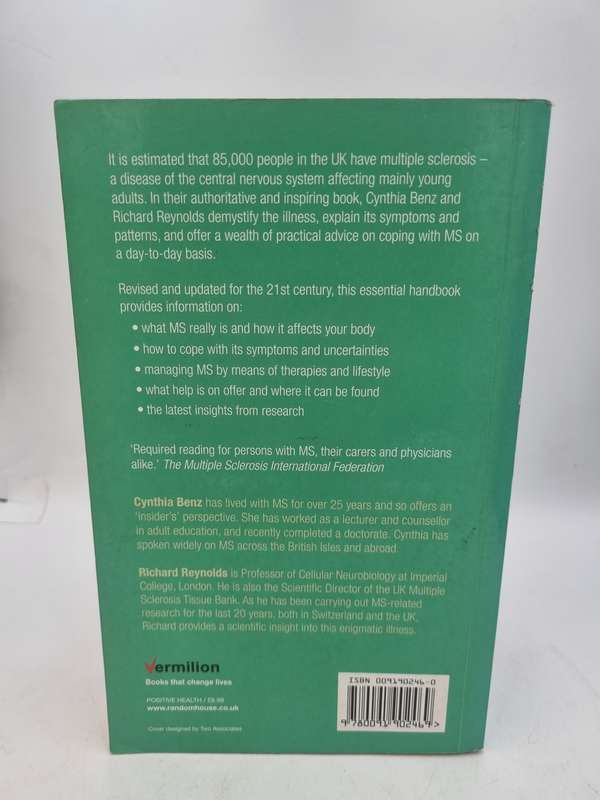 It is estimated that 85,000 people in the UK have multiple sclerosis –
a disease of the central nervous system affecting mainly young
adults. In their authoritative and inspiring book, Cynthia Benz and
Richard Reynolds demystify the illness, explain its symptoms and
patterns, and offer a wealth of practical advice on coping with MS on
a day-to-day basis.
Revised and updated for the 21st century, this essential handbook
provides information on:
• what MS really is and how it affects your body
• how to cope with its symptoms and uncertainties
• managing MS by means of therapies and lifestyle
• what help is on offer and where it can be found
• the latest insights from research
'Required reading for persons with MS, their carers and physicians
alike.' The Multiple Sclerosis International Federation
Cynthia Benz has lived with MS for over 25 years and so offers an
'insider's' perspective. She has worked as a lecturer and counsellor
in adult education, and recently completed a doctorate. Cynthia has
spoken widely on MS across the British Isles and abroad.
Richard Reynolds is Professor of Cellular Neurobiology at Imperial
College, London. He is also the Scientific Director of the UK Multiple
Sclerosis Tissue Bank. As he has been carrying out MS-related
research for the last 20 years, both in Switzerland and the UK,
Richard provides a scientific insight into this enigmatic illness.
Vermilion
Books that change lives
POSITIVE HEALTH / £9.99
www.randomhouse.co.uk
Cover designed by Two Associates
ISBN 009190246-0
9 780091 902469 >